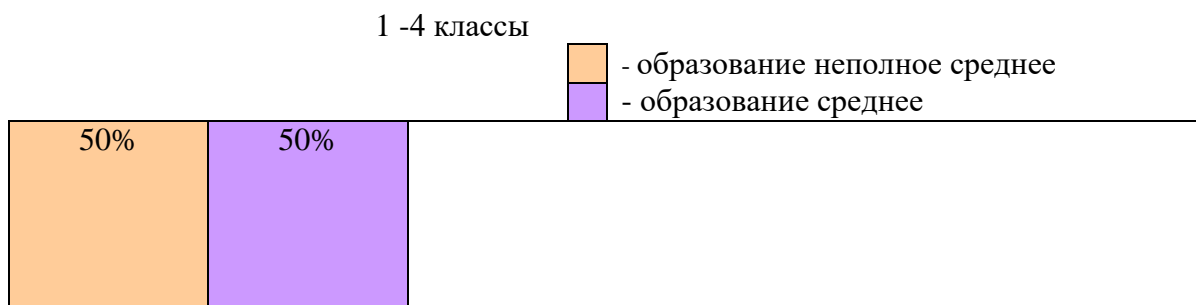 1 -4 классы
- образование неполное среднее
- образование среднее
50% 50%